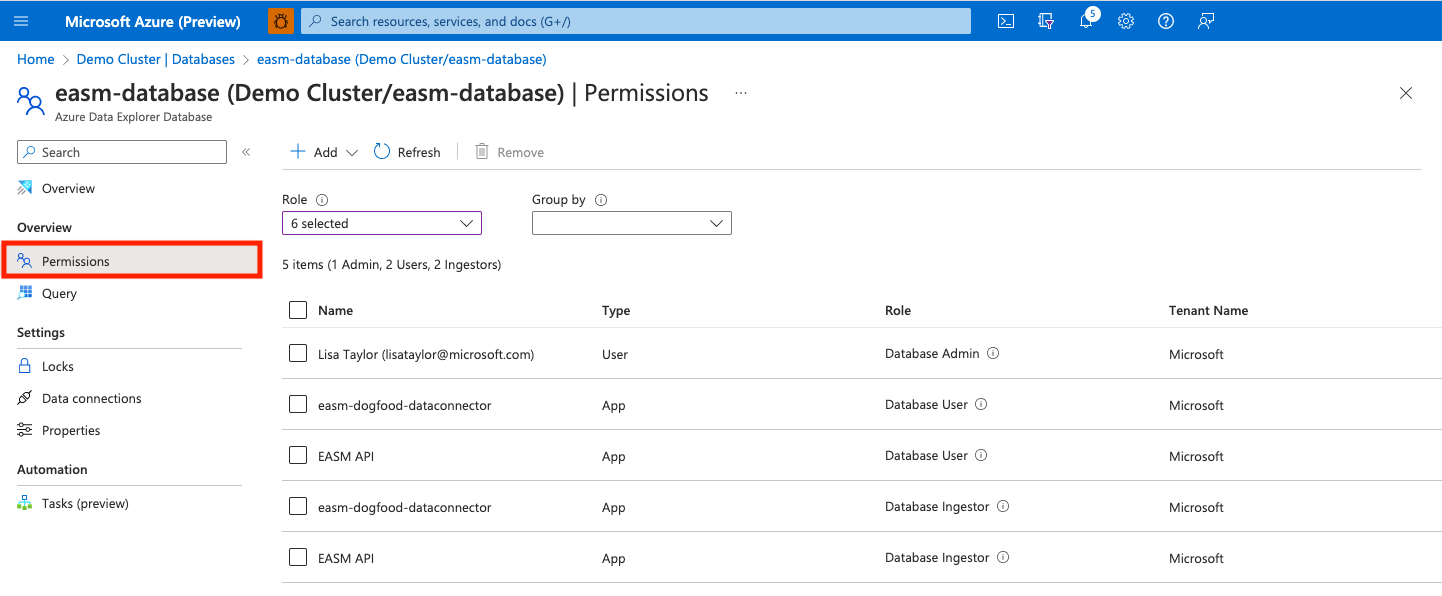 Microsoft Azure (Preview)
Search resources, services, and docs (G+/)
5
Home > Demo Cluster | Databases > easm-database (Demo Cluster/easm-database)
easm-database (Demo Cluster/easm-database) | Permissions ...
Azure Data Explorer Database
Search
«
Add
Refresh
Remove
Overview
Overview
Permissions
Query
Settings
Locks
Data connections
Properties
Automation
Tasks (preview)
Role
Group by
6 selected
5 items (1 Admin, 2 Users, 2 Ingestors)
Name Type Role Tenant Name
Lisa Taylor (lisataylor@microsoft.com) User Database Admin Microsoft
easm-dogfood-dataconnector App Database User Microsoft
EASM API App Database User Microsoft
easm-dogfood-dataconnector App Database Ingestor Microsoft
EASM API App Database Ingestor Microsoft